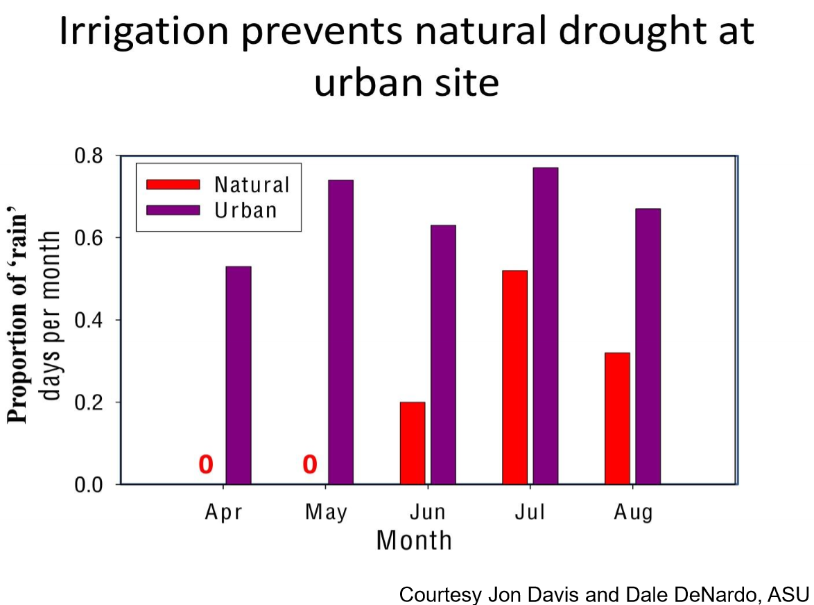 Irrigation prevents natural drought at
urban site
Proportion of ‘rain’
days per month
0.8
0.6
0.4
0.2
0.0
Natural
Urban
0
0
Apr
May
Jun
Jul
Aug
Month
Courtesy Jon Davis and Dale DeNardo, ASU